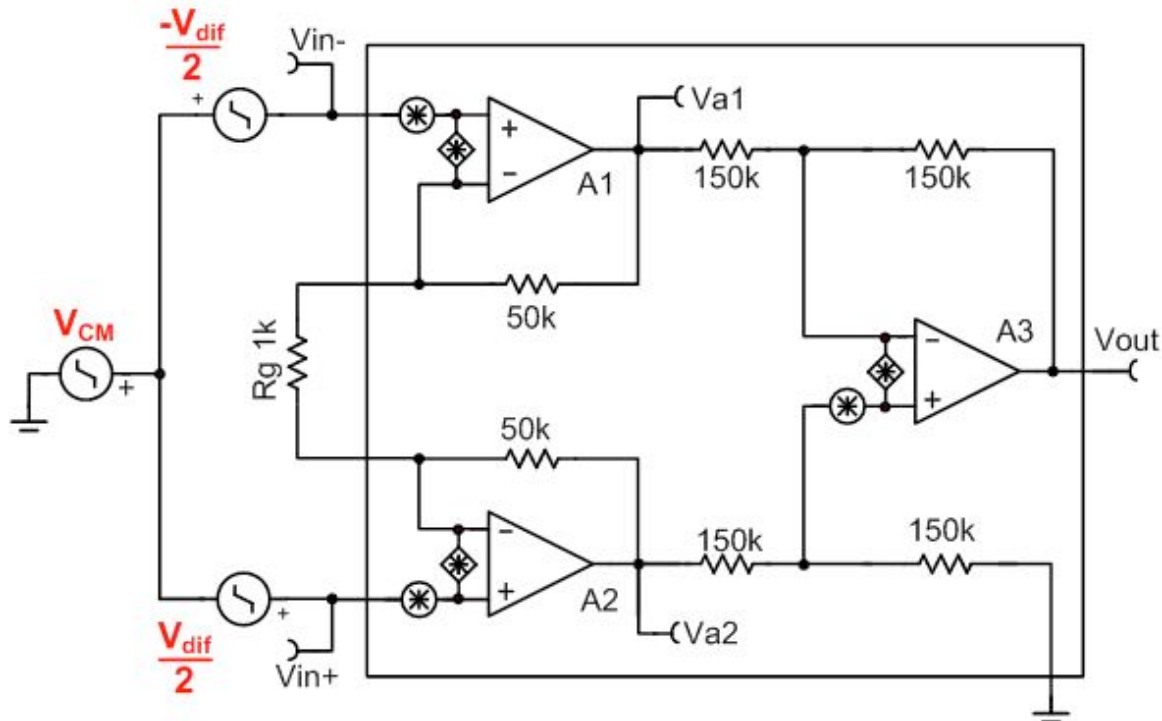 -Vdif
2
Vin-
+
Va1
+
-
A1
150k
150k
50k
VCM
+
Rg 1k
A3
-
+
Vout
50k
-
+
A2
150k
150k
+
Vdif
2
Vin+
Va2